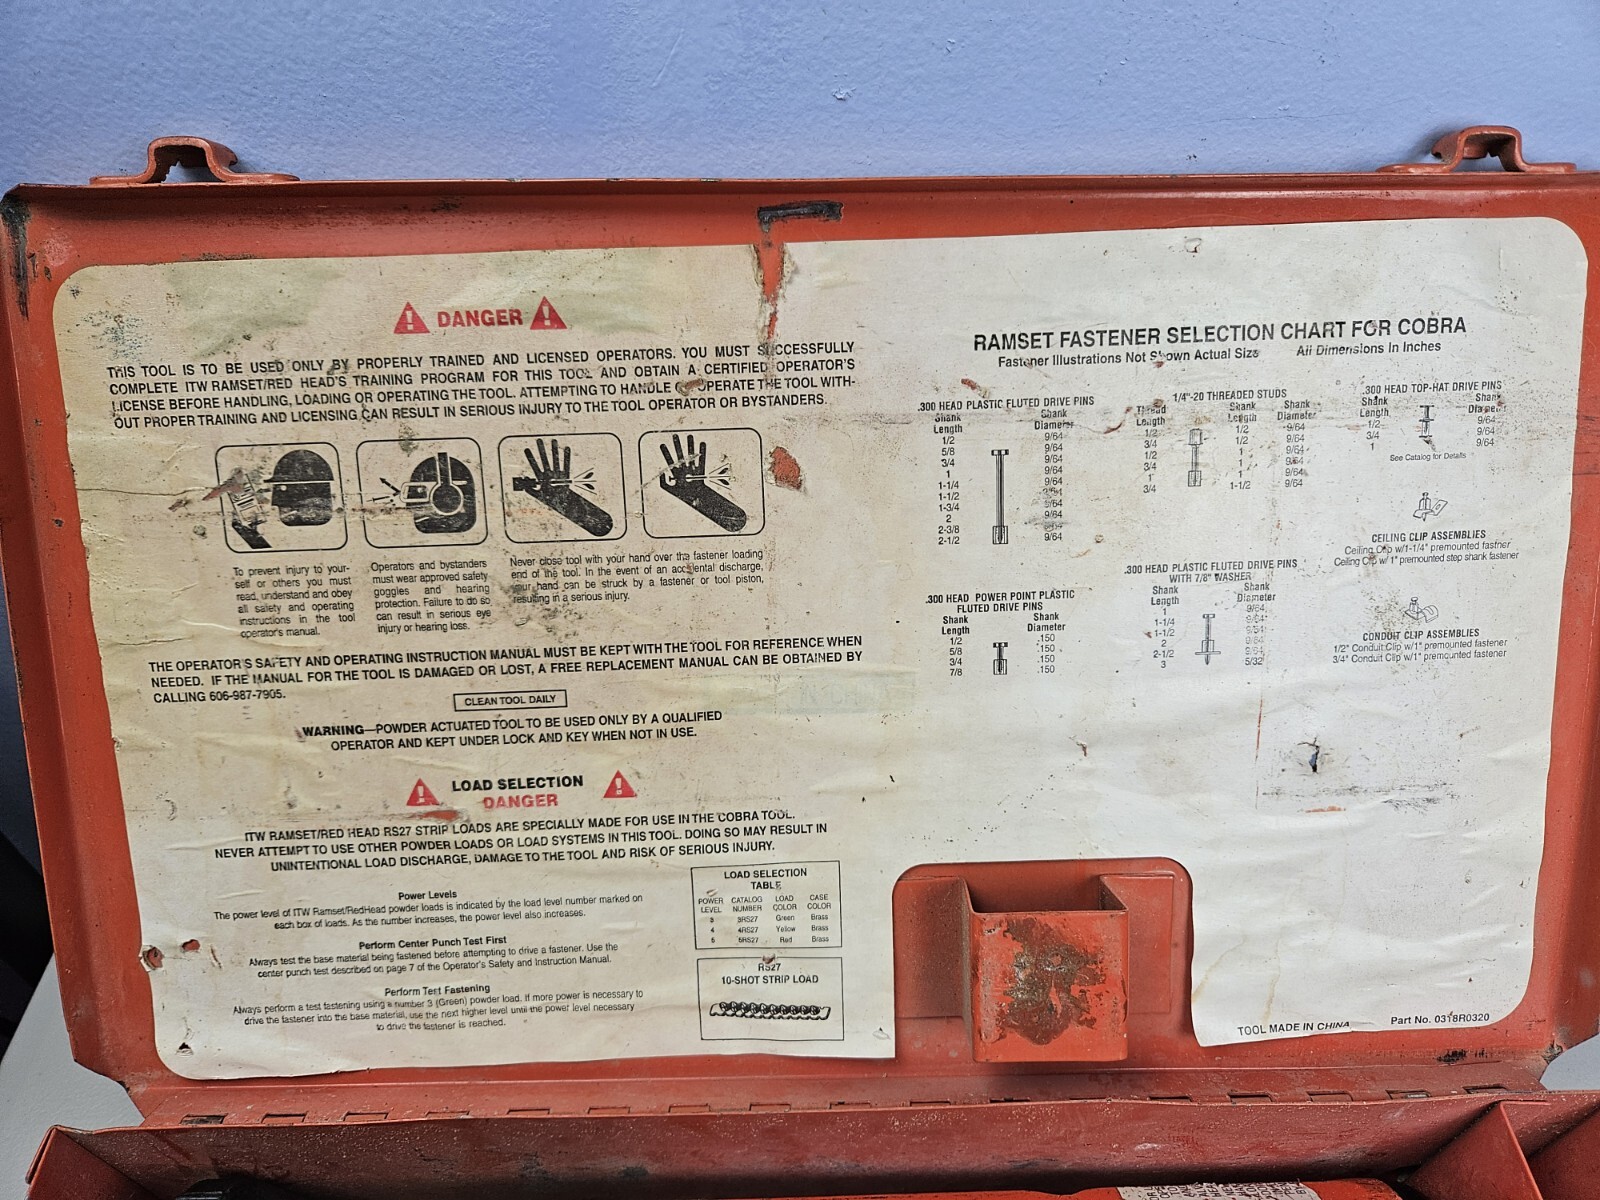 DANGER
THIS TOOL IS TO BE USED ONLY BY PROPERLY TRAINED AND LICENSED OPERATORS. YOU MUST SUCCESSFULLY
COMPLETE ITW RAMSET/RED HEAD'S TRAINING PROGRAM FOR THIS TOOL AND OBTAIN A CERTIFIED OPERATOR'S
LICENSE BEFORE HANDLING, LOADING OR OPERATING THE TOOL. ATTEMPTING TO HANDLE OR OPERATE THE TOOL WITH-
OUT PROPER TRAINING AND LICENSING CAN RESULT IN SERIOUS INJURY TO THE TOOL OPERATOR OR BYSTANDERS.
To prevent injury to your-
self or others you must
read, understand and obey
all safety and operating
instructions in the tool
operator's manual.
Operators and bystanders
must wear approved safety
goggles and hearing
protection. Failure to do so
can result in serious eye
injury or hearing loss.
Never close tool with your hand over the fastener loading
end of the tool. In the event of an accidental discharge,
your hand can be struck by a fastener or tool piston,
resulting in a serious injury.
THE OPERATOR'S SAFETY AND OPERATING INSTRUCTION MANUAL MUST BE KEPT WITH THE TOOL FOR REFERENCE WHEN
NEEDED. IF THE MANUAL FOR THE TOOL IS DAMAGED OR LOST, A FREE REPLACEMENT MANUAL CAN BE OBTAINED BY
CALLING 606-987-7905.
CLEAN TOOL DAILY
WARNING—POWDER ACTUATED TOOL TO BE USED ONLY BY A QUALIFIED
OPERATOR AND KEPT UNDER LOCK AND KEY WHEN NOT IN USE.
LOAD SELECTION
DANGER
ITW RAMSET/RED HEAD RS27 STRIP LOADS ARE SPECIALLY MADE FOR USE IN THE COBRA TOOL.
NEVER ATTEMPT TO USE OTHER POWDER LOADS OR LOAD SYSTEMS IN THIS TOOL. DOING SO MAY RESULT IN
UNINTENTIONAL LOAD DISCHARGE, DAMAGE TO THE TOOL AND RISK OF SERIOUS INJURY.
Power Levels
The power level of ITW Ramset/RedHead powder loads is indicated by the load level number marked on
each box of loads. As the number increases, the power level also increases.
Perform Center Punch Test First
Always test the base material being fastened before attempting to drive a fastener. Use the
center punch test described on page 7 of the Operator's Safety and Instruction Manual.
Perform Test Fastening
Always perform a test fastening using a number 3 (Green) powder load. If more power is necessary to
drive the fastener into the base material, use the next higher level until the power level necessary
to drive the fastener is reached.
LOAD SELECTION
TABLE
POWER LEVEL CATALOG NUMBER LOAD COLOR CASE COLOR
3 3RS27 Green Brass
4 4RS27 Yellow Brass
5 5RS27 Red Brass
RS27
10-SHOT STRIP LOAD
RAMSET FASTENER SELECTION CHART FOR COBRA
Fastener Illustrations Not Shown Actual Size All Dimensions In Inches
.300 HEAD PLASTIC FLUTED DRIVE PINS
Shank Length Shank Diameter
1/2 9/64
5/8 9/64
3/4 9/64
1 9/64
1-1/4 9/64
1-1/2 9/64
1-3/4 9/64
2
2-3/8
2-1/2 9/64
1/4"-20 THREADED STUDS
Thread Length Shank Length Shank Diameter
1/2 1/2 9/64
3/4 1/2 9/64
1/2 1 9/64
3/4 1 9/64
1 1 9/64
3/4 1-1/2 9/64
.300 HEAD TOP-HAT DRIVE PINS
Shank Length Shank Diameter
1/2 9/64
3/4 9/64
1 9/64
See Catalog for Details
CEILING CLIP ASSEMBLIES
Ceiling Clip w/1-1/4" premounted fastner
Ceiling Clip w/ 1" premounted step shank fastener
.300 HEAD POWER POINT PLASTIC
FLUTED DRIVE PINS
Shank Length Shank Diameter
1/2 .150
5/8 .150
3/4 .150
7/8 .150
.300 HEAD PLASTIC FLUTED DRIVE PINS
WITH 7/8" WASHER
Shank Length Shank Diameter
1 9/64
1-1/4 9/64
1-1/2
2
2-1/2 9/64
3 5/32
CONDUIT CLIP ASSEMBLIES
1/2" Conduit Clip w/1" premounted fastener
3/4" Conduit Clip w/1" premounted fastener
TOOL MADE IN CHINA Part No. 0318R0320